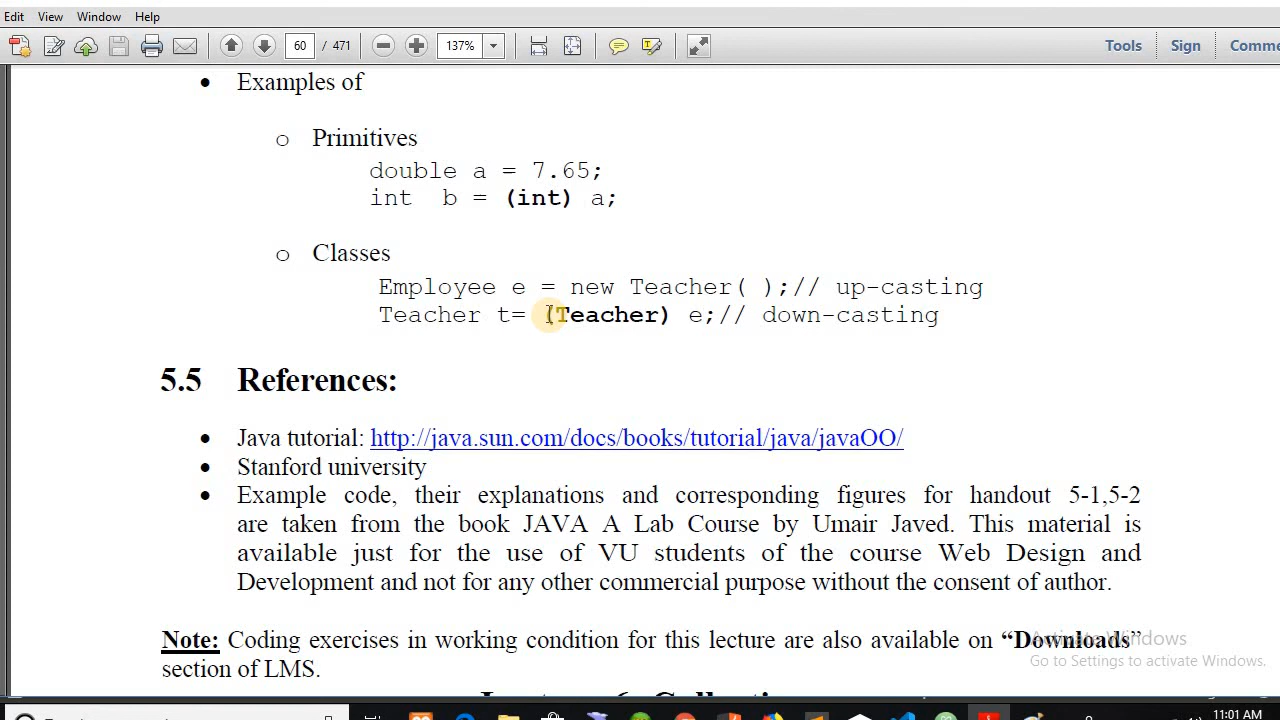 Edit View Window Help
60 / 471 137% Tools Sign Comme
• Examples of
o Primitives
double a = 7.65;
int b = (int) a;
o Classes
Employee e = new Teacher( );// up-casting
Teacher t= (Teacher) e;// down-casting
5.5 References:
• Java tutorial: http://java.sun.com/docs/books/tutorial/java/javaOO/
• Stanford university
• Example code, their explanations and corresponding figures for handout 5-1,5-2
are taken from the book JAVA A Lab Course by Umair Javed. This material is
available just for the use of VU students of the course Web Design and
Development and not for any other commercial purpose without the consent of author.
Note: Coding exercises in working condition for this lecture are also available on “Downloads”
section of LMS.
Activate Windows
Go to Settings to activate Windows.
11:01 AM